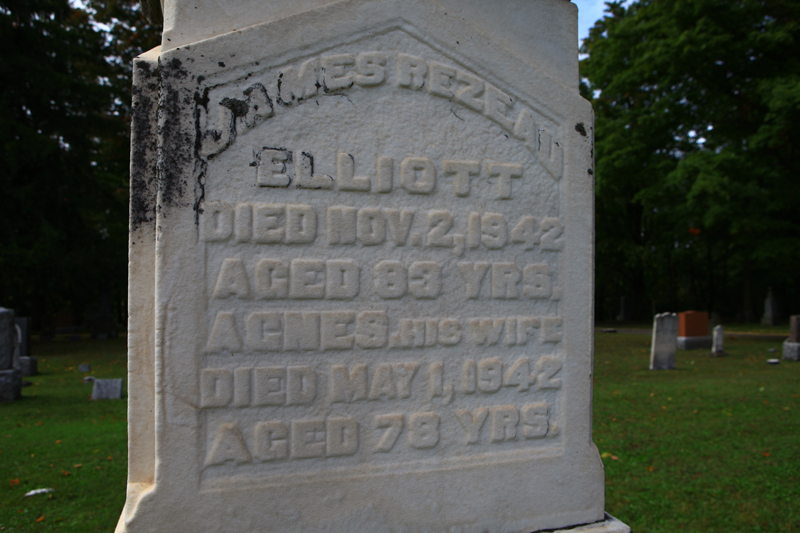 JAMES REZEAU
ELLIOTT
DIED NOV. 2, 1942
AGED 83 YRS.
AGNES. HIS WIFE
DIED MAY 1, 1942
AGED 78 YRS.